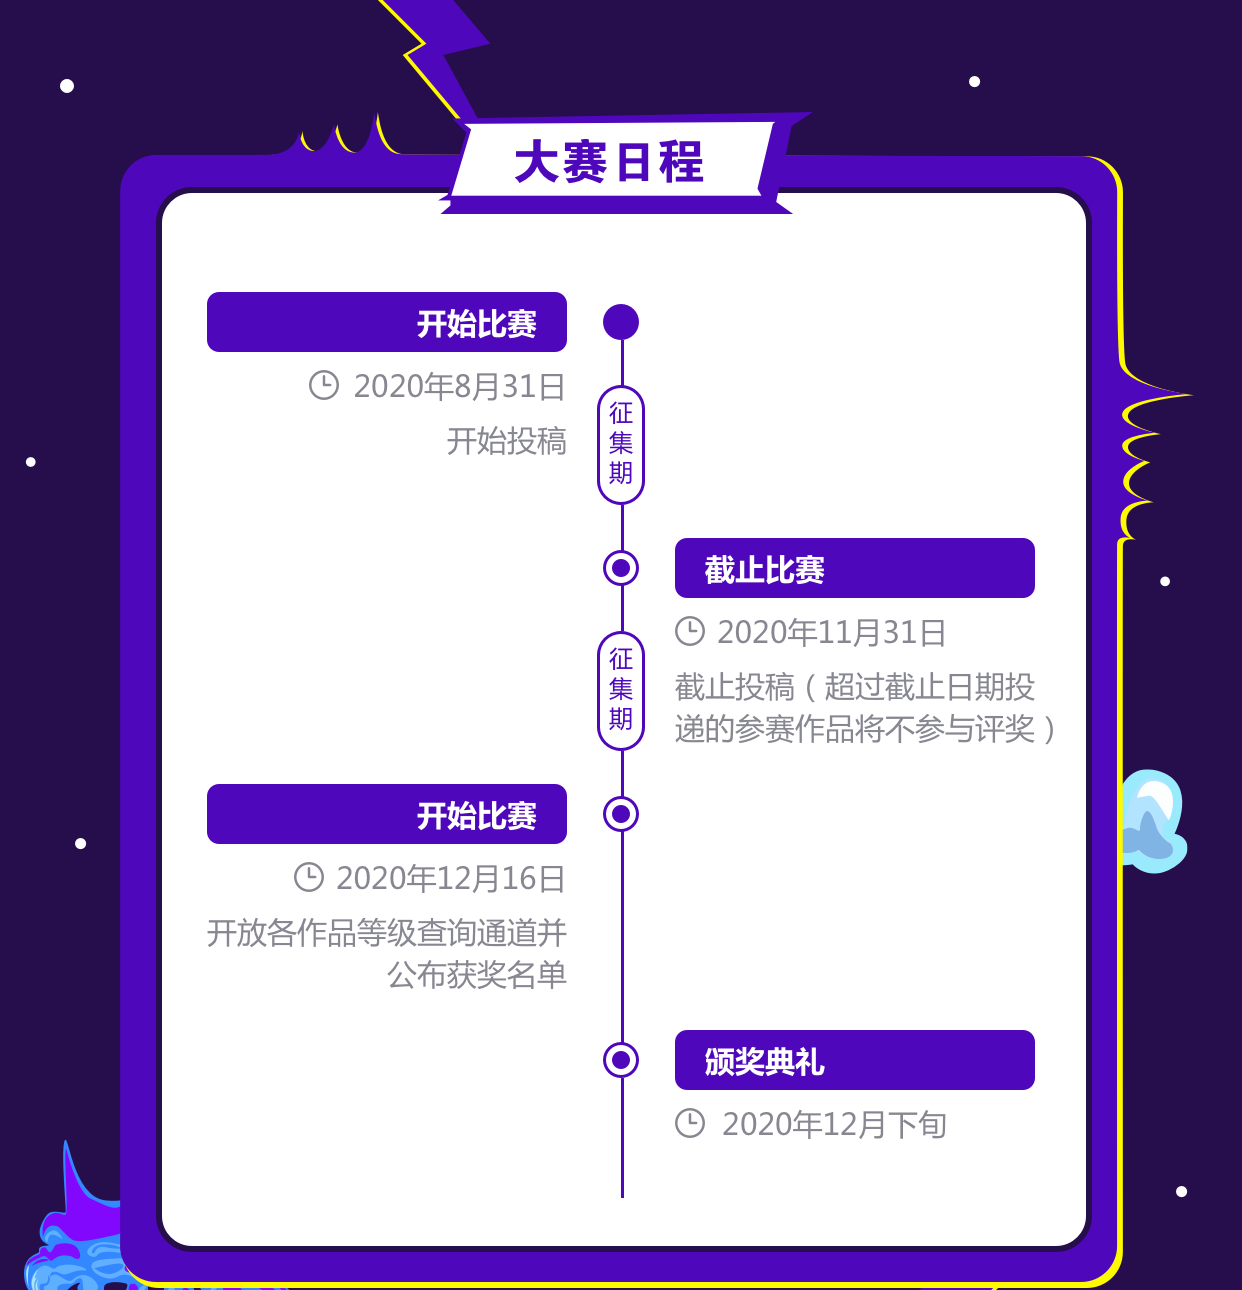 大赛日程
开始比赛
2020年8月31日
开始投稿
征
集
期
截止比赛
2020年11月31日
截止投稿（超过截止日期投
递的参赛作品将不参与评奖）
征
集
期
开始比赛
2020年12月16日
开放各作品等级查询通道并
公布获奖名单
颁奖典礼
2020年12月下旬